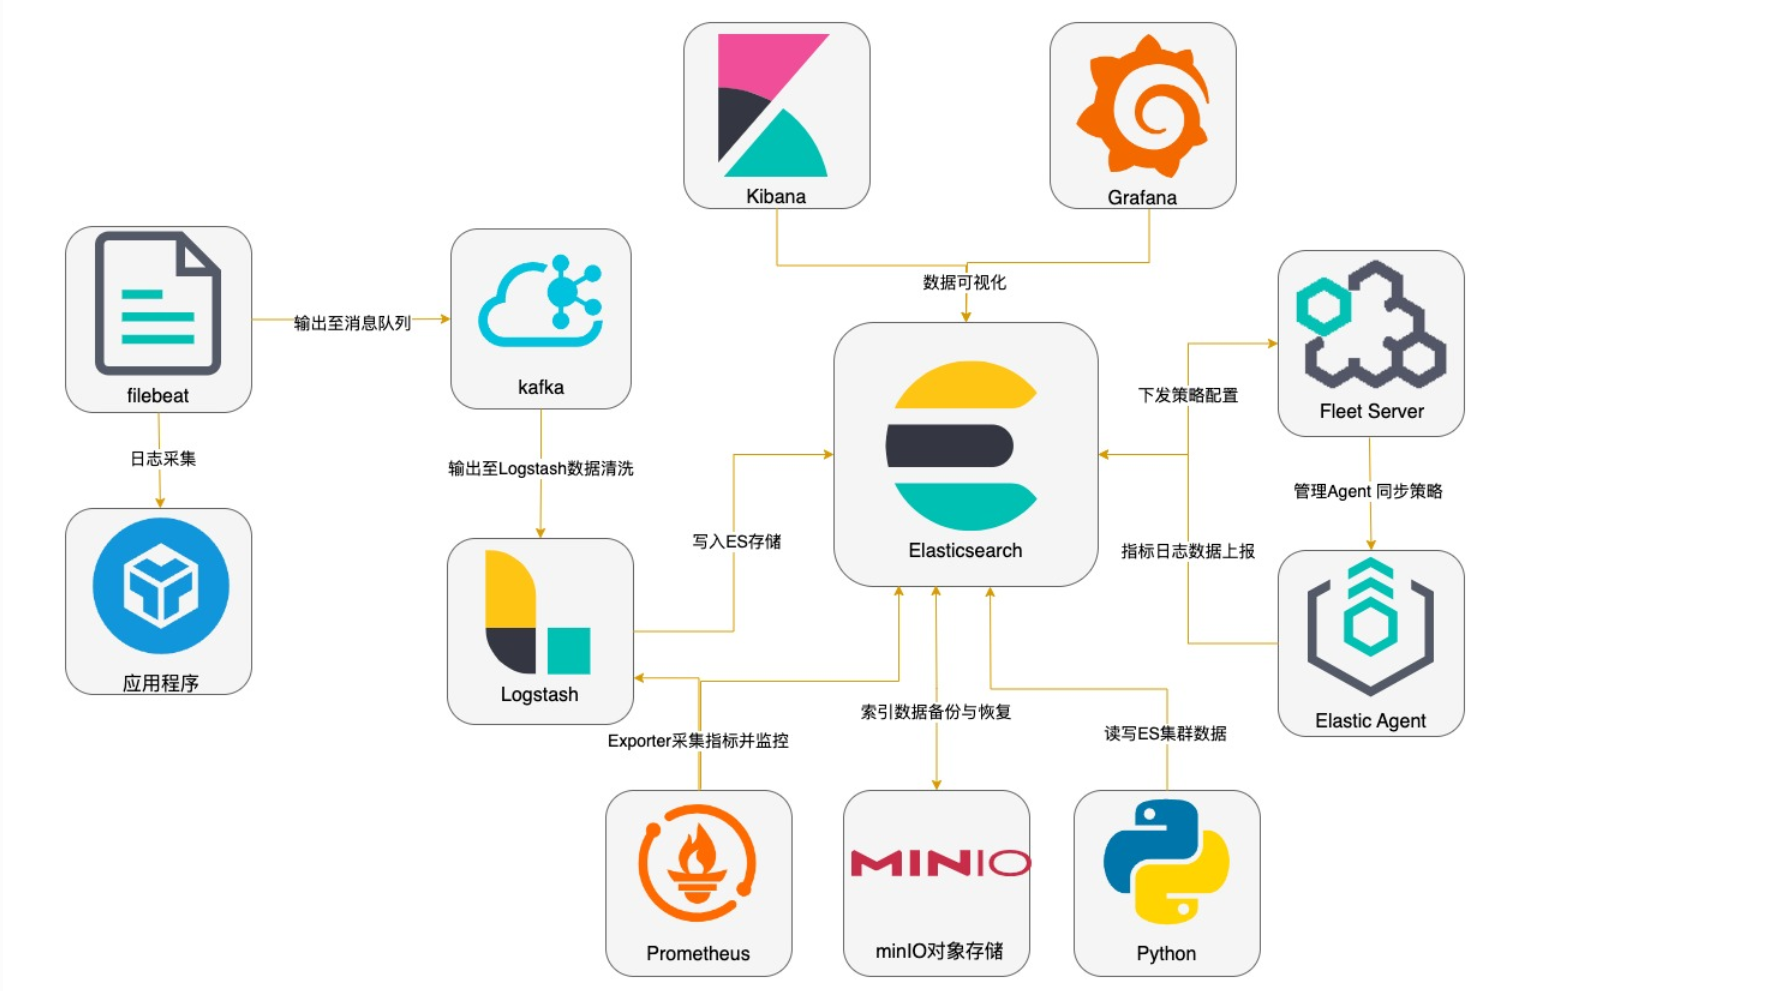 Kibana
Grafana
数据可视化
filebeat
输出至消息队列
kafka
日志采集
应用程序
输出至Logstash数据清洗
Logstash
写入ES存储
Elasticsearch
下发策略配置
Fleet Server
管理Agent 同步策略
指标日志数据上报
Elastic Agent
Exporter采集指标并监控
索引数据备份与恢复
读写ES集群数据
Prometheus
MINIO
minIO对象存储
Python